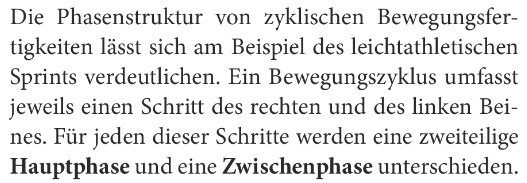 Die Phasenstruktur von zyklischen Bewegungsfer-
tigkeiten lässt sich am Beispiel des leichtathletischen
Sprints verdeutlichen. Ein Bewegungszyklus umfasst
jeweils einen Schritt des rechten und des linken Bei-
nes. Für jeden dieser Schritte werden eine zweiteilige
Hauptphase und eine Zwischenphase unterschieden.